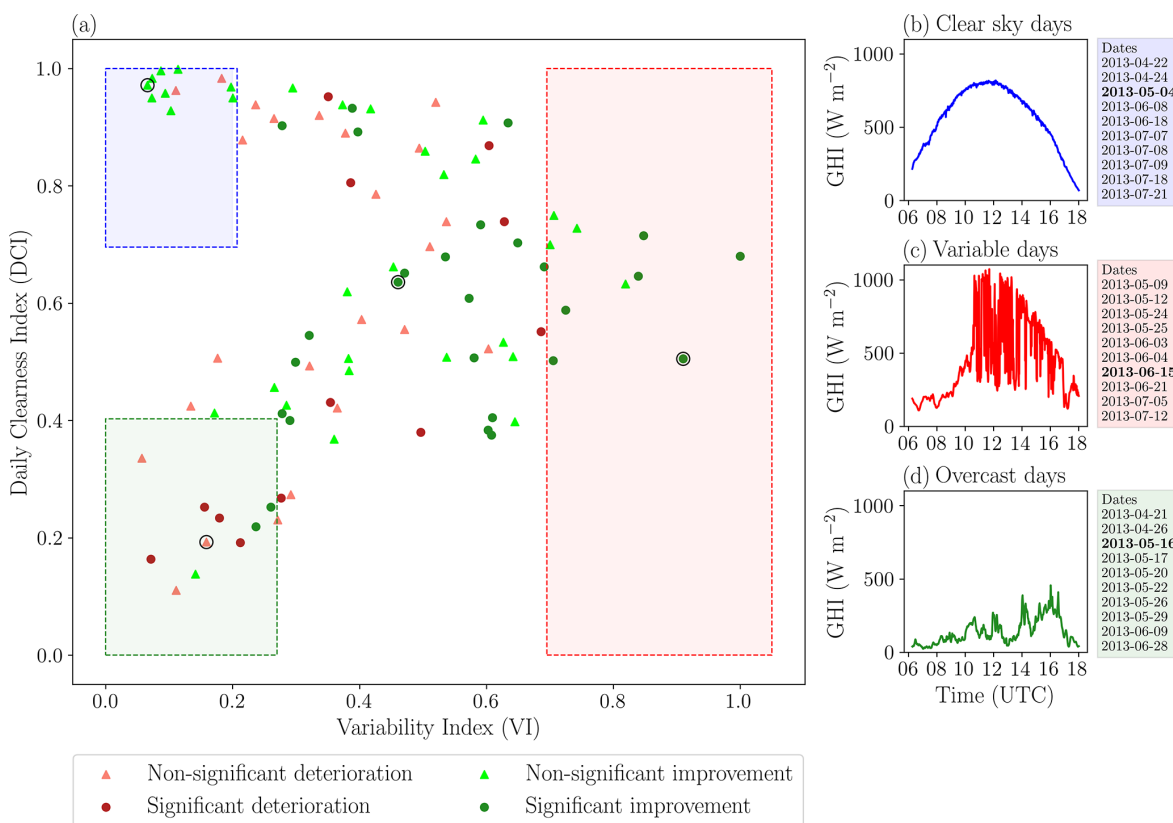 (a)
Daily Clearness Index (DCI)
1.0
0.8
0.6
0.4
0.2
0.0
0.0 0.2 0.4 0.6 0.8 1.0
Variability Index (VI)
Non-significant deterioration
Significant deterioration
Non-significant improvement
Significant improvement
(b) Clear sky days
GHI (W m⁻²)
1000
500
0
06 08 10 12 14 16 18
Dates
2013-04-22
2013-04-24
2013-05-04
2013-06-08
2013-06-18
2013-07-07
2013-07-08
2013-07-09
2013-07-18
2013-07-21
(c) Variable days
GHI (W m⁻²)
1000
500
0
06 08 10 12 14 16 18
Dates
2013-05-09
2013-05-12
2013-05-24
2013-05-25
2013-06-03
2013-06-04
2013-06-15
2013-06-21
2013-07-05
2013-07-12
(d) Overcast days
GHI (W m⁻²)
1000
500
0
06 08 10 12 14 16 18
Time (UTC)
Dates
2013-04-21
2013-04-26
2013-05-16
2013-05-17
2013-05-20
2013-05-22
2013-05-26
2013-05-29
2013-06-09
2013-06-28